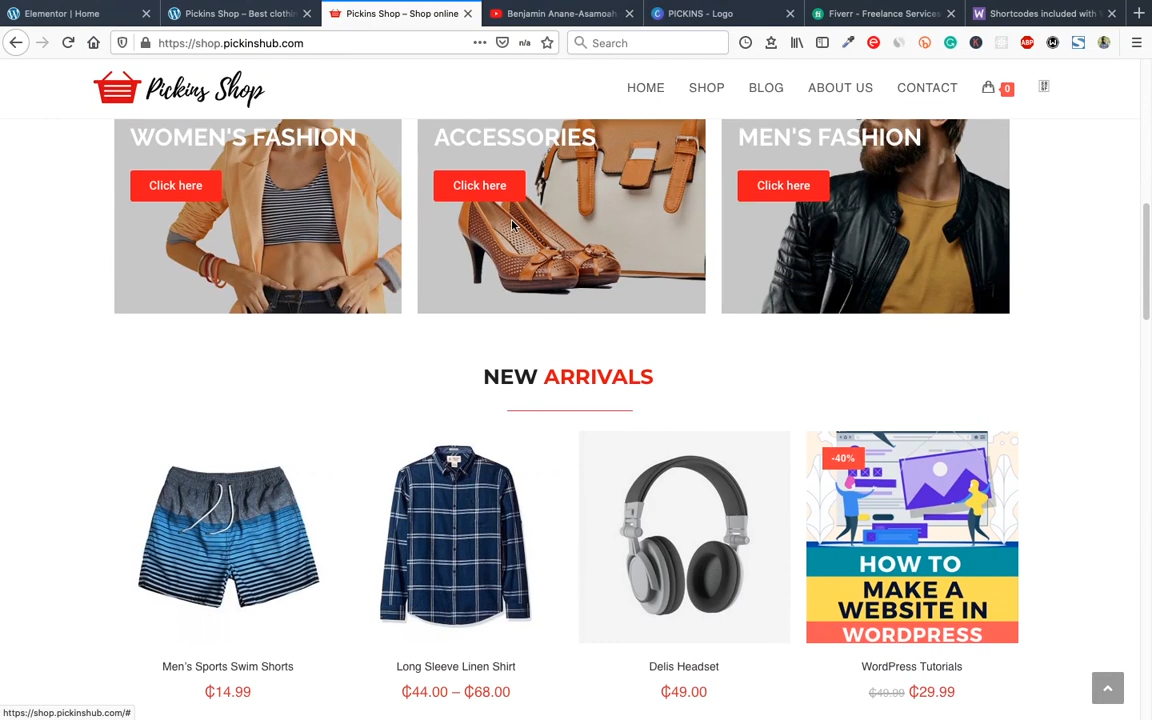 Elementor | Home
Pickins Shop – Best clothin
Pickins Shop – Shop online
Benjamin Anane-Asamoah
PICKINS - Logo
Fiverr - Freelance Services
Shortcodes included with
https://shop.pickinshub.com
n/a
Search
ABP
Pickins Shop
HOME
SHOP
BLOG
ABOUT US
CONTACT
0
WOMEN'S FASHION
ACCESSORIES
MEN'S FASHION
Click here
Click here
Click here
NEW ARRIVALS
-40%
HOW TO
MAKE A
WEBSITE IN
WORDPRESS
Men's Sports Swim Shorts
Long Sleeve Linen Shirt
Delis Headset
WordPress Tutorials
₵14.99
₵44.00 – ₵68.00
₵49.00
₵49.99 ₵29.99
https://shop.pickinshub.com/#